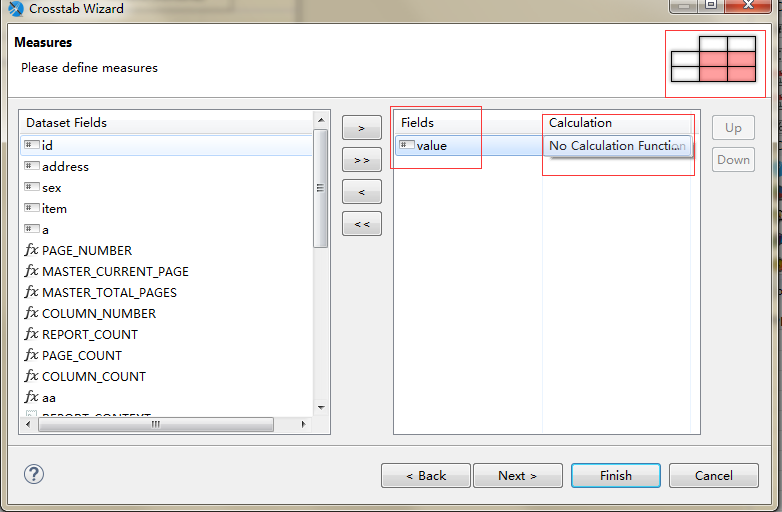 Crosstab Wizard
Measures
Please define measures
Dataset Fields
id
address
sex
item
a
fx PAGE_NUMBER
fx MASTER_CURRENT_PAGE
fx MASTER_TOTAL_PAGES
fx COLUMN_NUMBER
fx REPORT_COUNT
fx PAGE_COUNT
fx COLUMN_COUNT
fx aa
REPORT_CONTEXT
>
>>
<
<<
Fields Calculation
value No Calculation Function
Up
Down
?
< Back Next > Finish Cancel